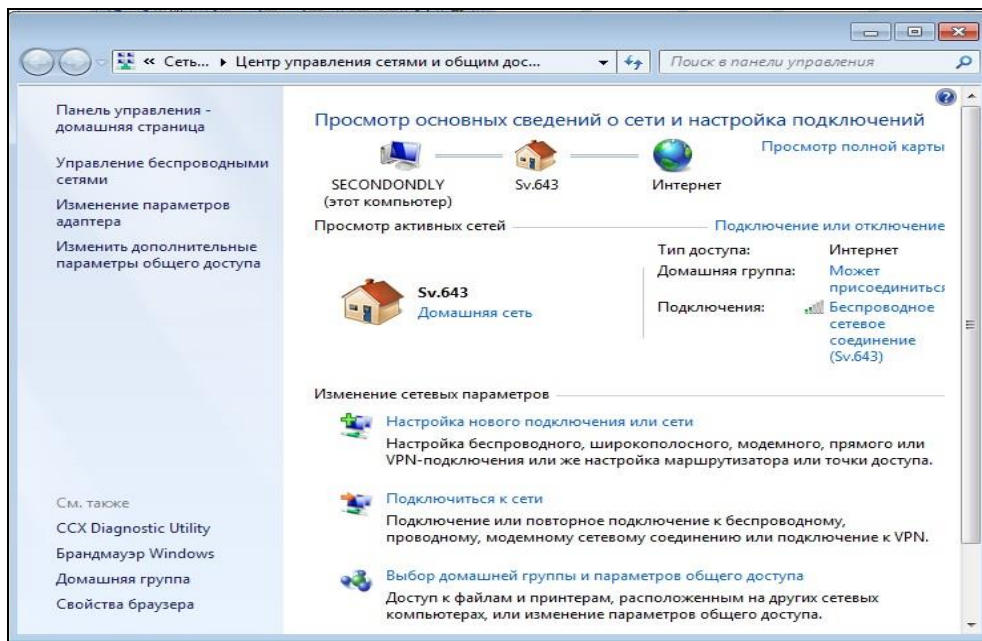 « Сеть... ▸ Центр управления сетями и общим дос...
Поиск в панели управления
Панель управления -
домашняя страница
Управление беспроводными
сетями
Изменение параметров
адаптера
Изменить дополнительные
параметры общего доступа
См. также
CCX Diagnostic Utility
Брандмауэр Windows
Домашняя группа
Свойства браузера
Просмотр основных сведений о сети и настройка подключений
SECONDONDLY
(этот компьютер)
Sv.643
Интернет
Просмотр полной карты
Просмотр активных сетей
Подключение или отключение
Sv.643
Домашняя сеть
Тип доступа: Интернет
Домашняя группа: Может
присоединиться
Подключения: Беспроводное
сетевое
соединение
(Sv.643)
Изменение сетевых параметров
Настройка нового подключения или сети
Настройка беспроводного, широкополосного, модемного, прямого или
VPN-подключения или же настройка маршрутизатора или точки доступа.
Подключиться к сети
Подключение или повторное подключение к беспроводному,
проводному, модемному сетевому соединению или подключение к VPN.
Выбор домашней группы и параметров общего доступа
Доступ к файлам и принтерам, расположенным на других сетевых
компьютерах, или изменение параметров общего доступа.